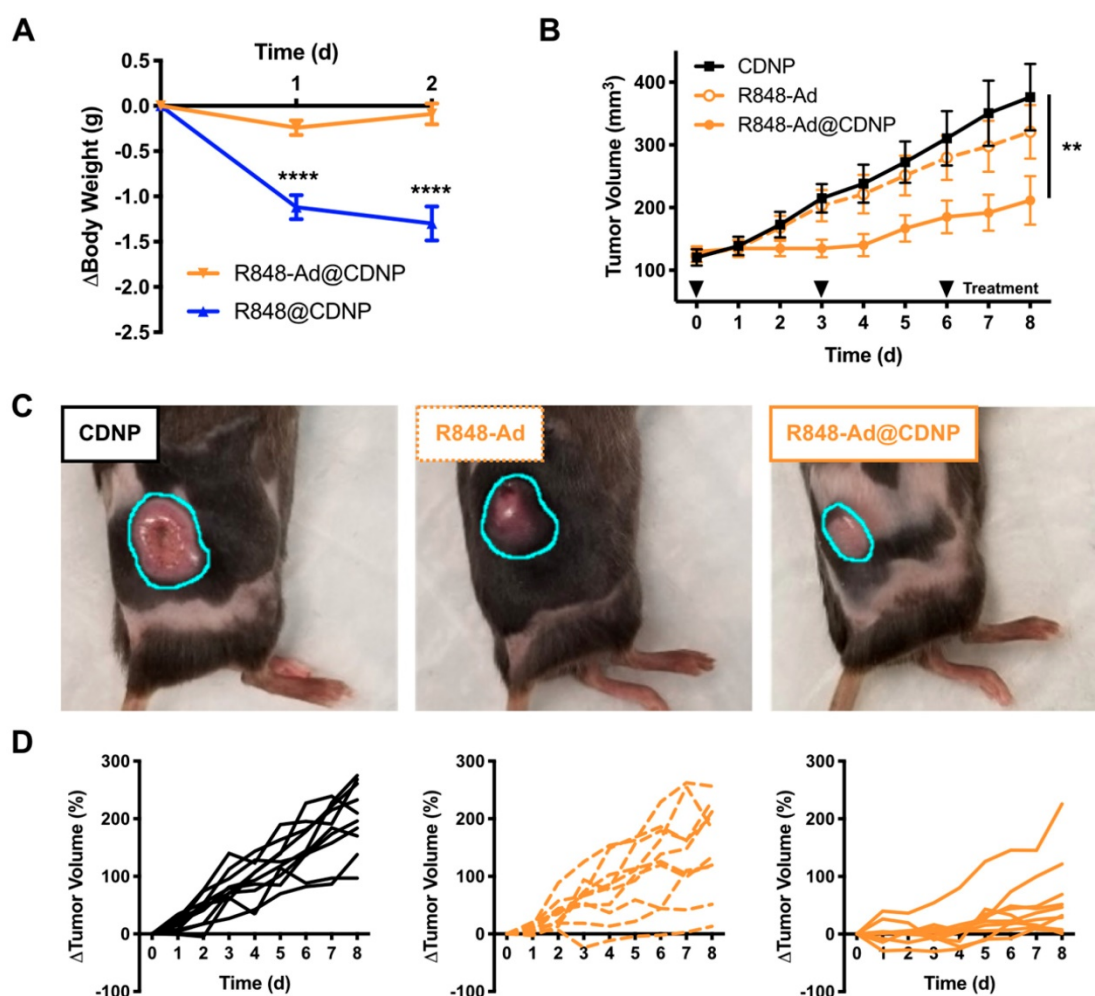 A
Time (d)
1
2
0.5
0.0
-0.5
-1.0
-1.5
-2.0
-2.5
ΔBody Weight (g)
****
****
R848-Ad@CDNP
R848@CDNP
B
CDNP
R848-Ad
R848-Ad@CDNP
400
300
200
100
Tumor Volume (mm³)
**
Treatment
0 1 2 3 4 5 6 7 8
Time (d)
C
CDNP
R848-Ad
R848-Ad@CDNP
D
300
200
100
0
-100
ΔTumor Volume (%)
0 1 2 3 4 5 6 7 8
Time (d)
300
200
100
0
-100
ΔTumor Volume (%)
0 1 2 3 4 5 6 7 8
Time (d)
300
200
100
0
-100
ΔTumor Volume (%)
0 1 2 3 4 5 6 7 8
Time (d)